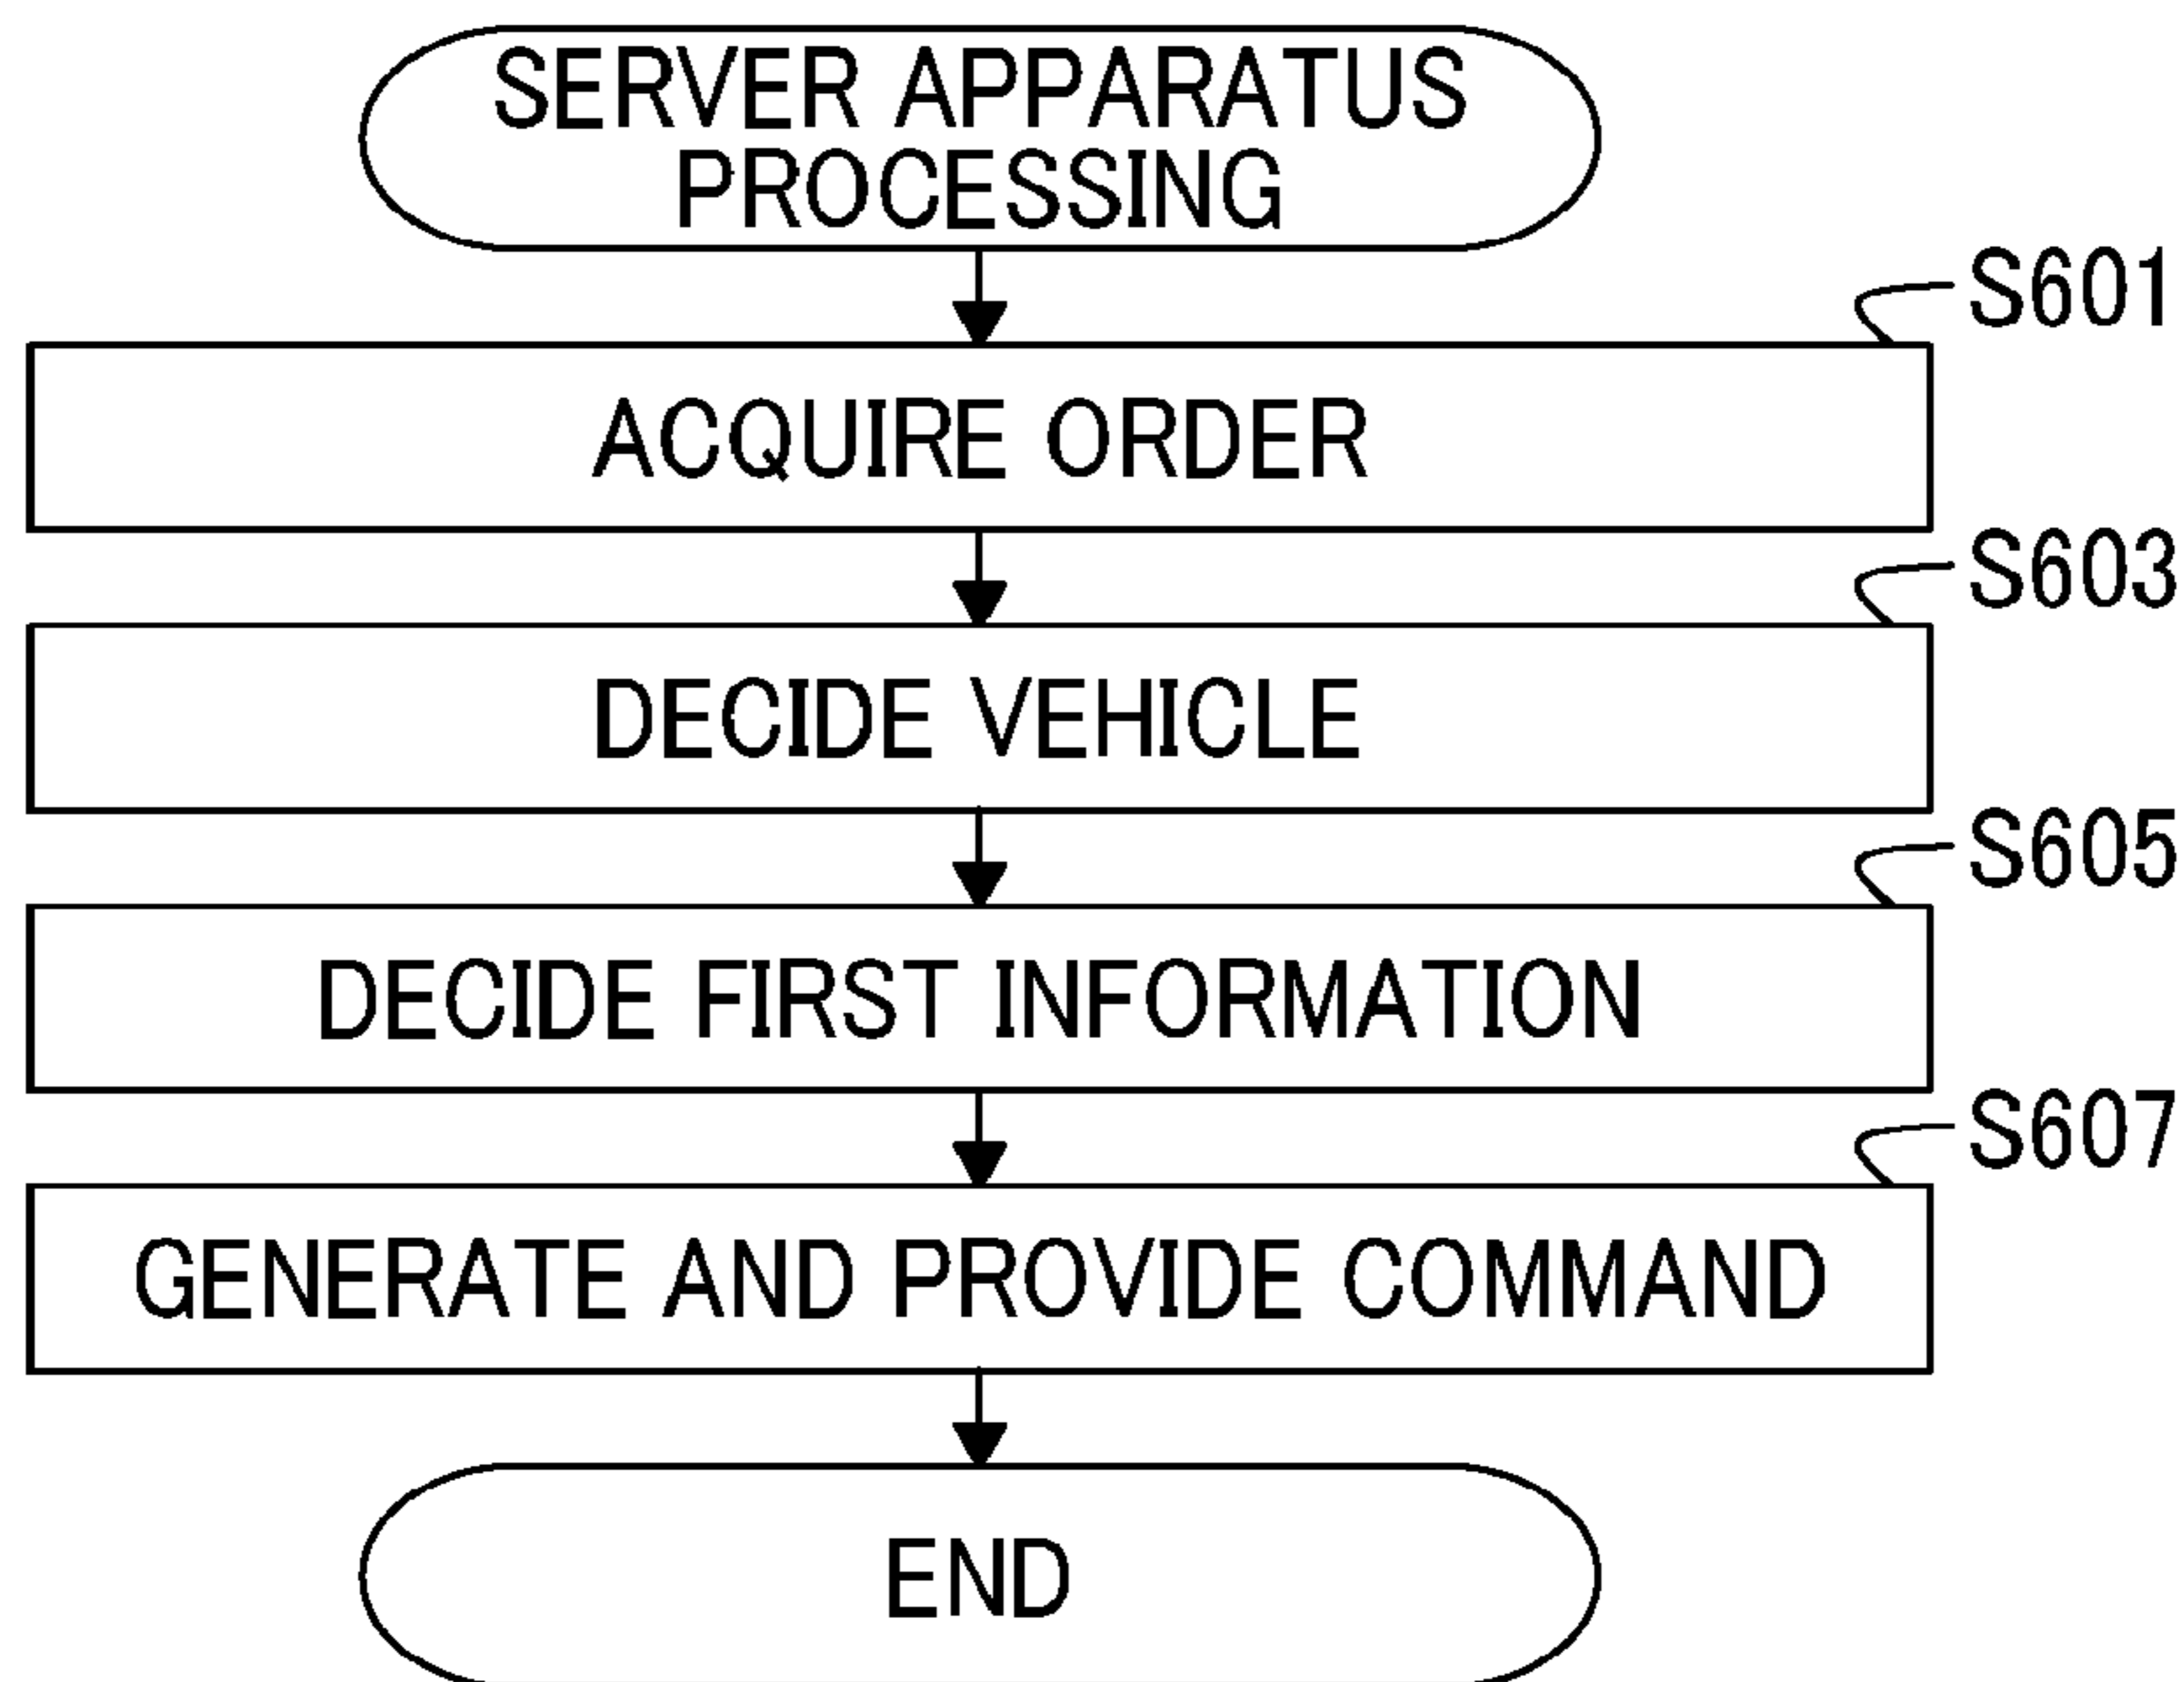 SERVER APPARATUS
PROCESSING
S601
ACQUIRE ORDER
S603
DECIDE VEHICLE
S605
DECIDE FIRST INFORMATION
S607
GENERATE AND PROVIDE COMMAND
END